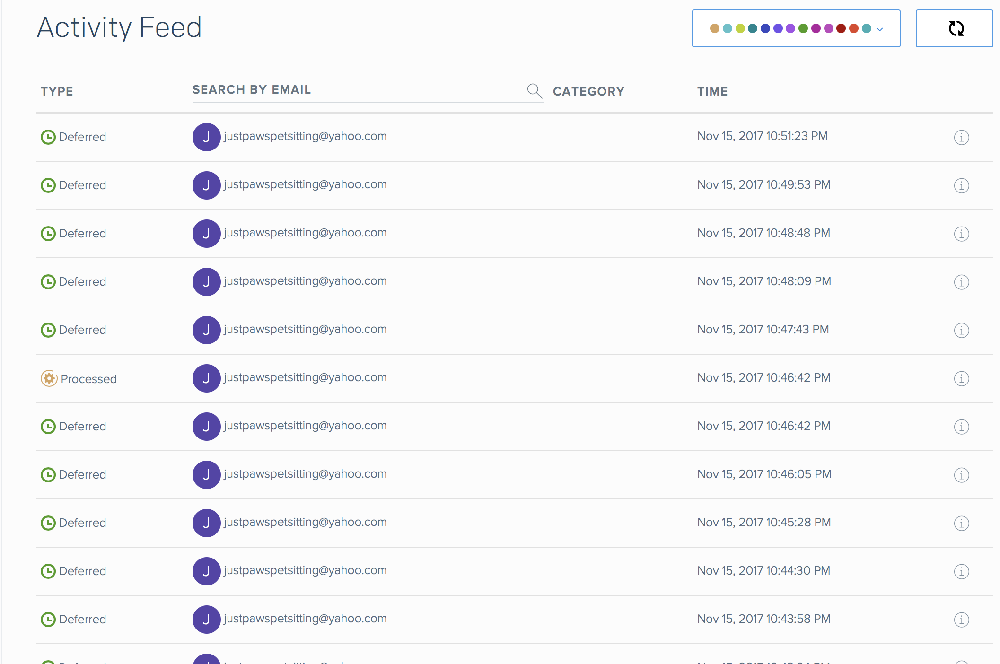 Activity Feed
TYPE SEARCH BY EMAIL CATEGORY TIME
Deferred J justpawspetsitting@yahoo.com Nov 15, 2017 10:51:23 PM
Deferred J justpawspetsitting@yahoo.com Nov 15, 2017 10:49:53 PM
Deferred J justpawspetsitting@yahoo.com Nov 15, 2017 10:48:48 PM
Deferred J justpawspetsitting@yahoo.com Nov 15, 2017 10:48:09 PM
Deferred J justpawspetsitting@yahoo.com Nov 15, 2017 10:47:43 PM
Processed J justpawspetsitting@yahoo.com Nov 15, 2017 10:46:42 PM
Deferred J justpawspetsitting@yahoo.com Nov 15, 2017 10:46:42 PM
Deferred J justpawspetsitting@yahoo.com Nov 15, 2017 10:46:05 PM
Deferred J justpawspetsitting@yahoo.com Nov 15, 2017 10:45:28 PM
Deferred J justpawspetsitting@yahoo.com Nov 15, 2017 10:44:30 PM
Deferred J justpawspetsitting@yahoo.com Nov 15, 2017 10:43:58 PM